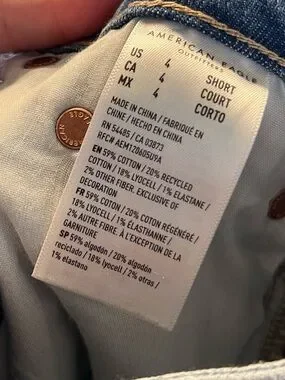 AMERICAN EAGLE
OUTFITTERS
US 4 SHORT
CA 4 COURT
MX 4 CORTO
MADE IN CHINA / FABRIQUÉ EN
CHINE / HECHO EN CHINA
RN 54485 / CA 03873
RFC# AEM120605U9A
EN 59% COTTON / 20% RECYCLED
COTTON / 18% LYOCELL / 1% ELASTANE /
2% OTHER FIBER. EXCLUSIVE OF
DECORATION
FR 59% COTON / 20% COTON RÉGÉNÉRÉ /
18% LYOCELL / 1% ÉLASTHANNE /
2% AUTRE FIBRE. À L'EXCEPTION DE LA
GARNITURE
SP 59% algodón / 20% algodón
reciclado / 18% lyocell / 2% otras /
1% elastano